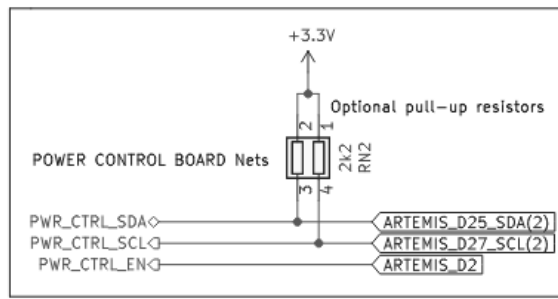 +3.3V
Optional pull-up resistors
2 1
2k2
RN2
POWER CONTROL BOARD Nets
3 4
PWR_CTRL_SDA ARTEMIS_D25_SDA(2)
PWR_CTRL_SCL ARTEMIS_D27_SCL(2)
PWR_CTRL_EN ARTEMIS_D2